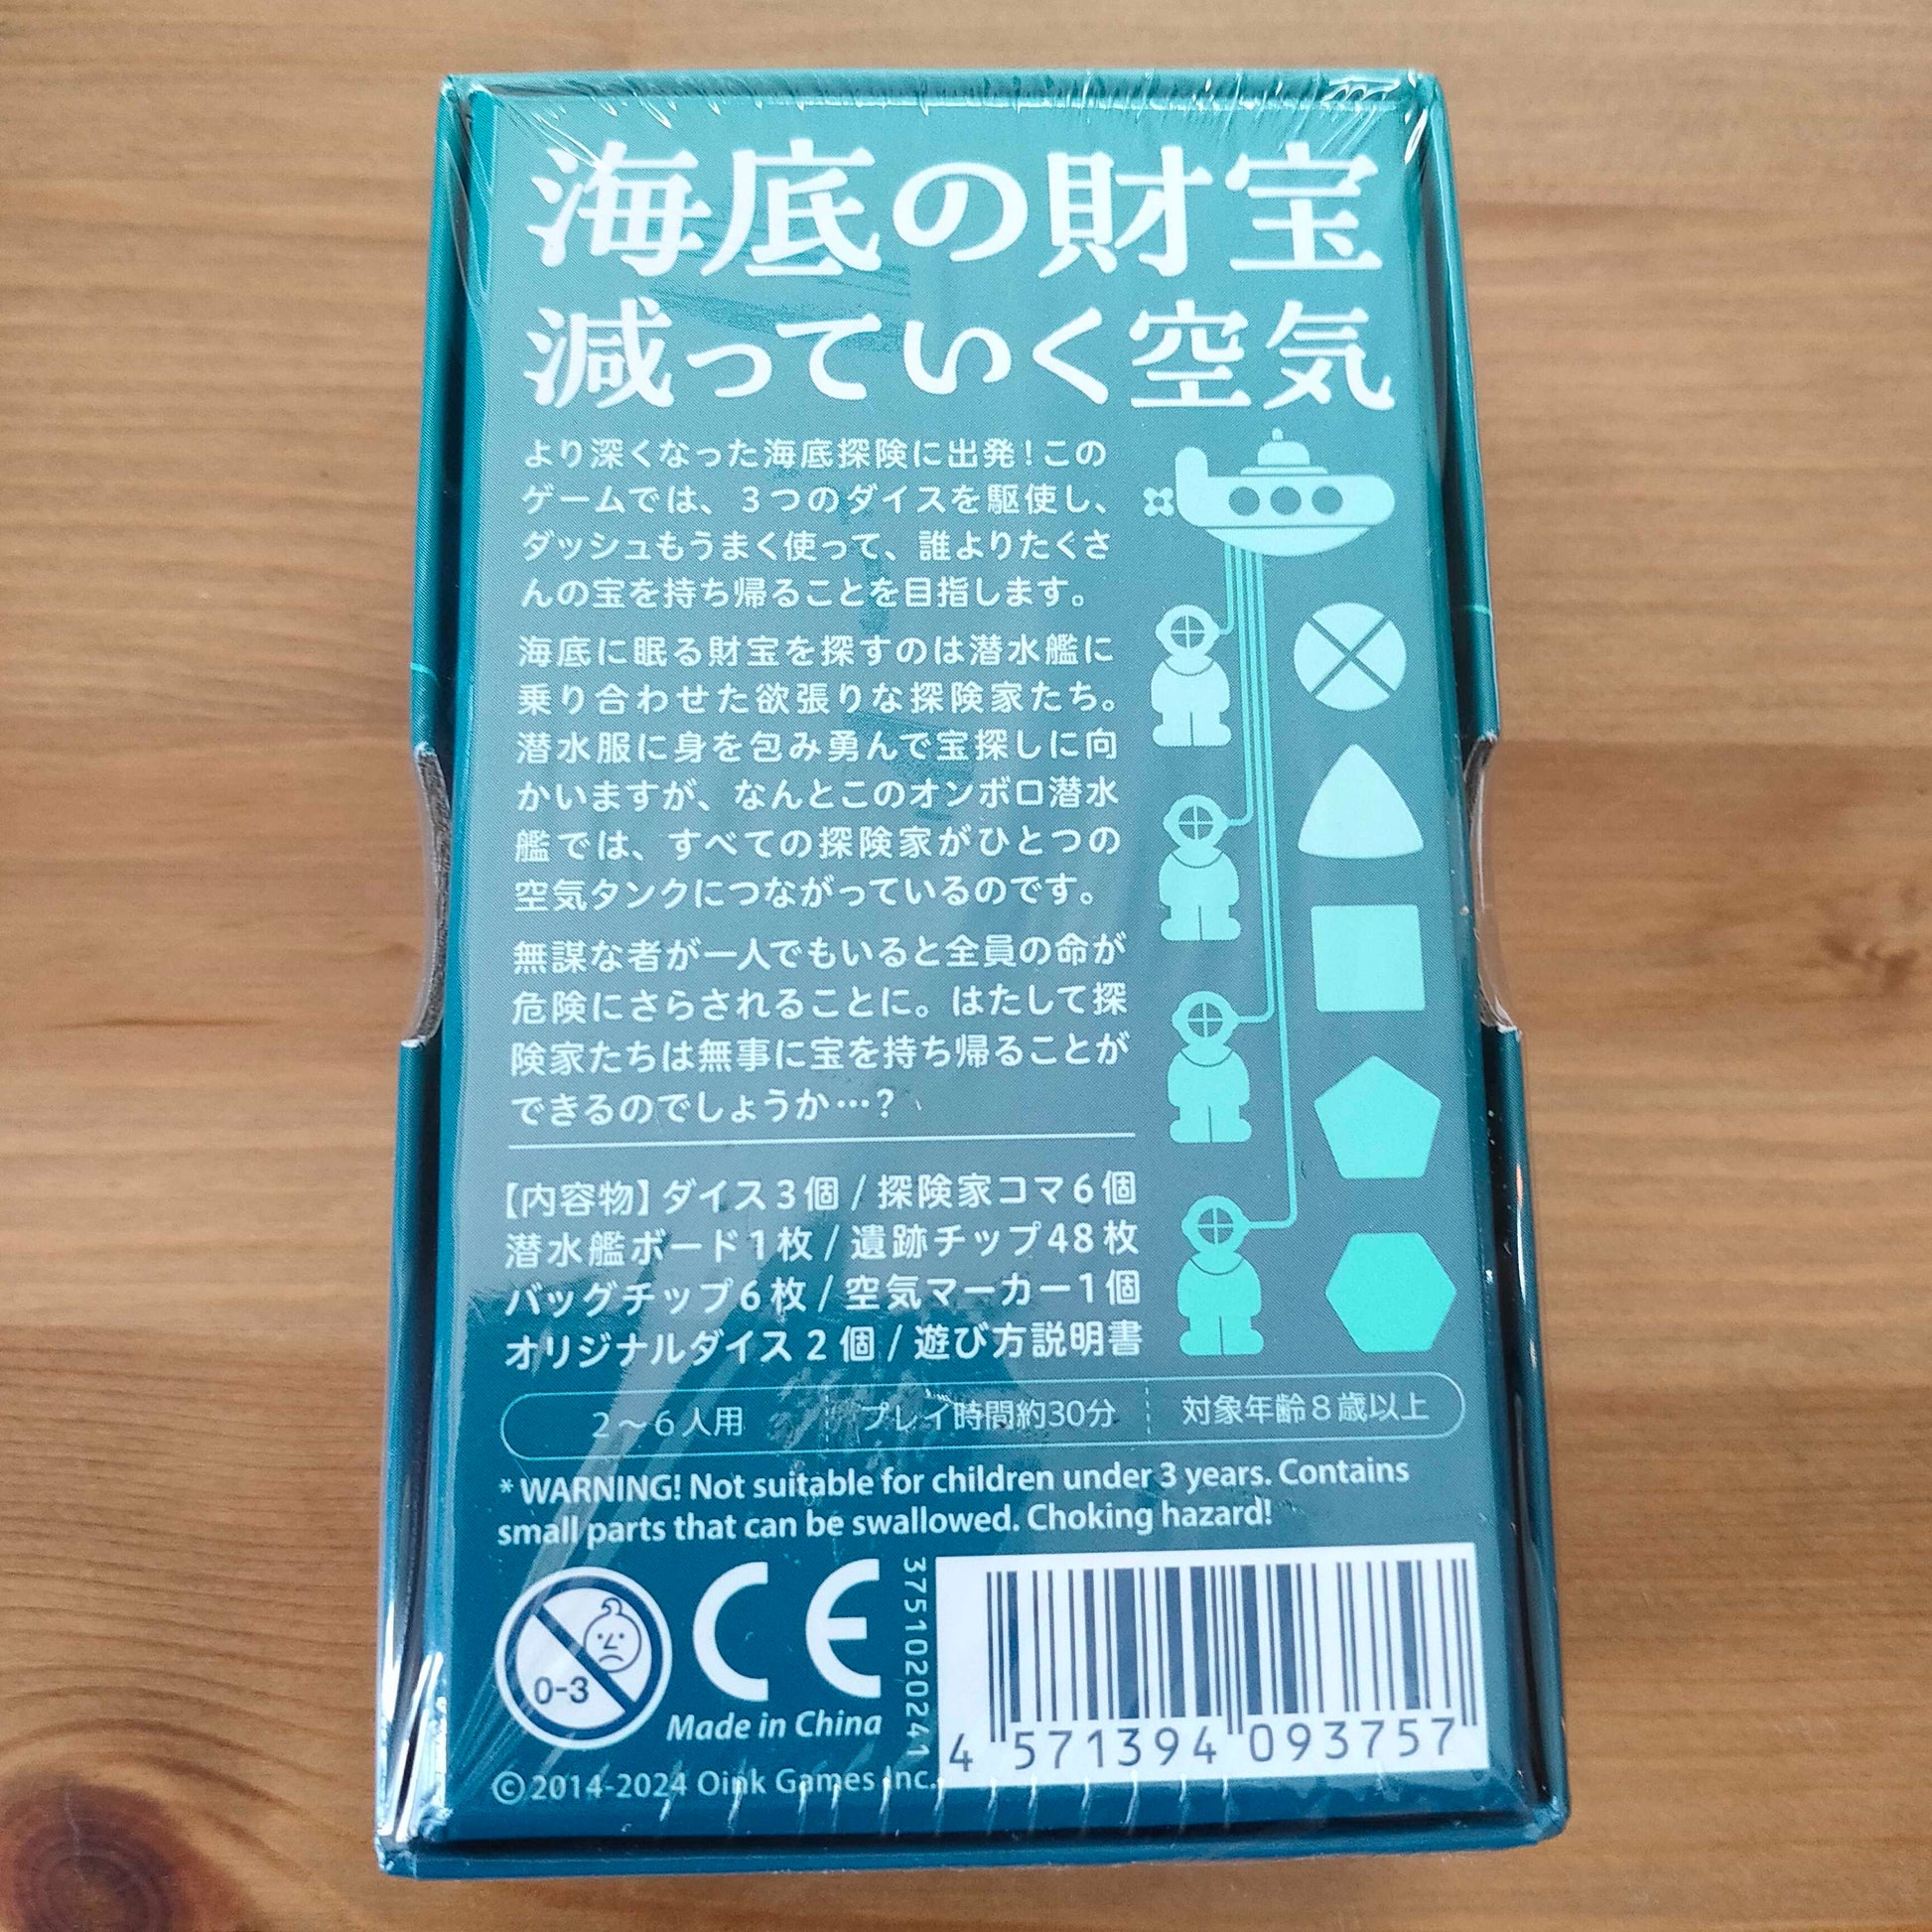 海底の財宝
減っていく空気
より深くなった海底探険に出発！この
ゲームでは、3つのダイスを駆使し、
ダッシュもうまく使って、誰よりたくさ
んの宝を持ち帰ることを目指します。
海底に眠る財宝を探すのは潜水艦に
乗り合わせた欲張りな探険家たち。
潜水服に身を包み勇んで宝探しに向
かいますが、なんとこのオンボロ潜水
艦では、すべての探険家がひとつの
空気タンクにつながっているのです。
無謀な者が一人でもいると全員の命が
危険にさらされることに。はたして探
険家たちは無事に宝を持ち帰ることが
できるのでしょうか…？
【内容物】ダイス3個 / 探険家コマ6個
潜水艦ボード1枚 / 遺跡チップ48枚
バッグチップ6枚 / 空気マーカー1個
オリジナルダイス2個 / 遊び方説明書
2〜6人用 プレイ時間約30分 対象年齢8歳以上
* WARNING! Not suitable for children under 3 years. Contains
small parts that can be swallowed. Choking hazard!
0-3
CE
Made in China
37510202241
4 571394 093757
© 2014-2024 Oink Games Inc.